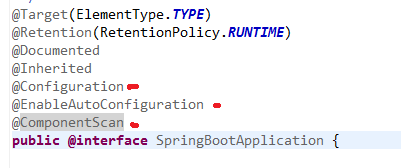 @Target(ElementType.TYPE)
@Retention(RetentionPolicy.RUNTIME)
@Documented
@Inherited
@Configuration
@EnableAutoConfiguration
@ComponentScan
public @interface SpringBootApplication {